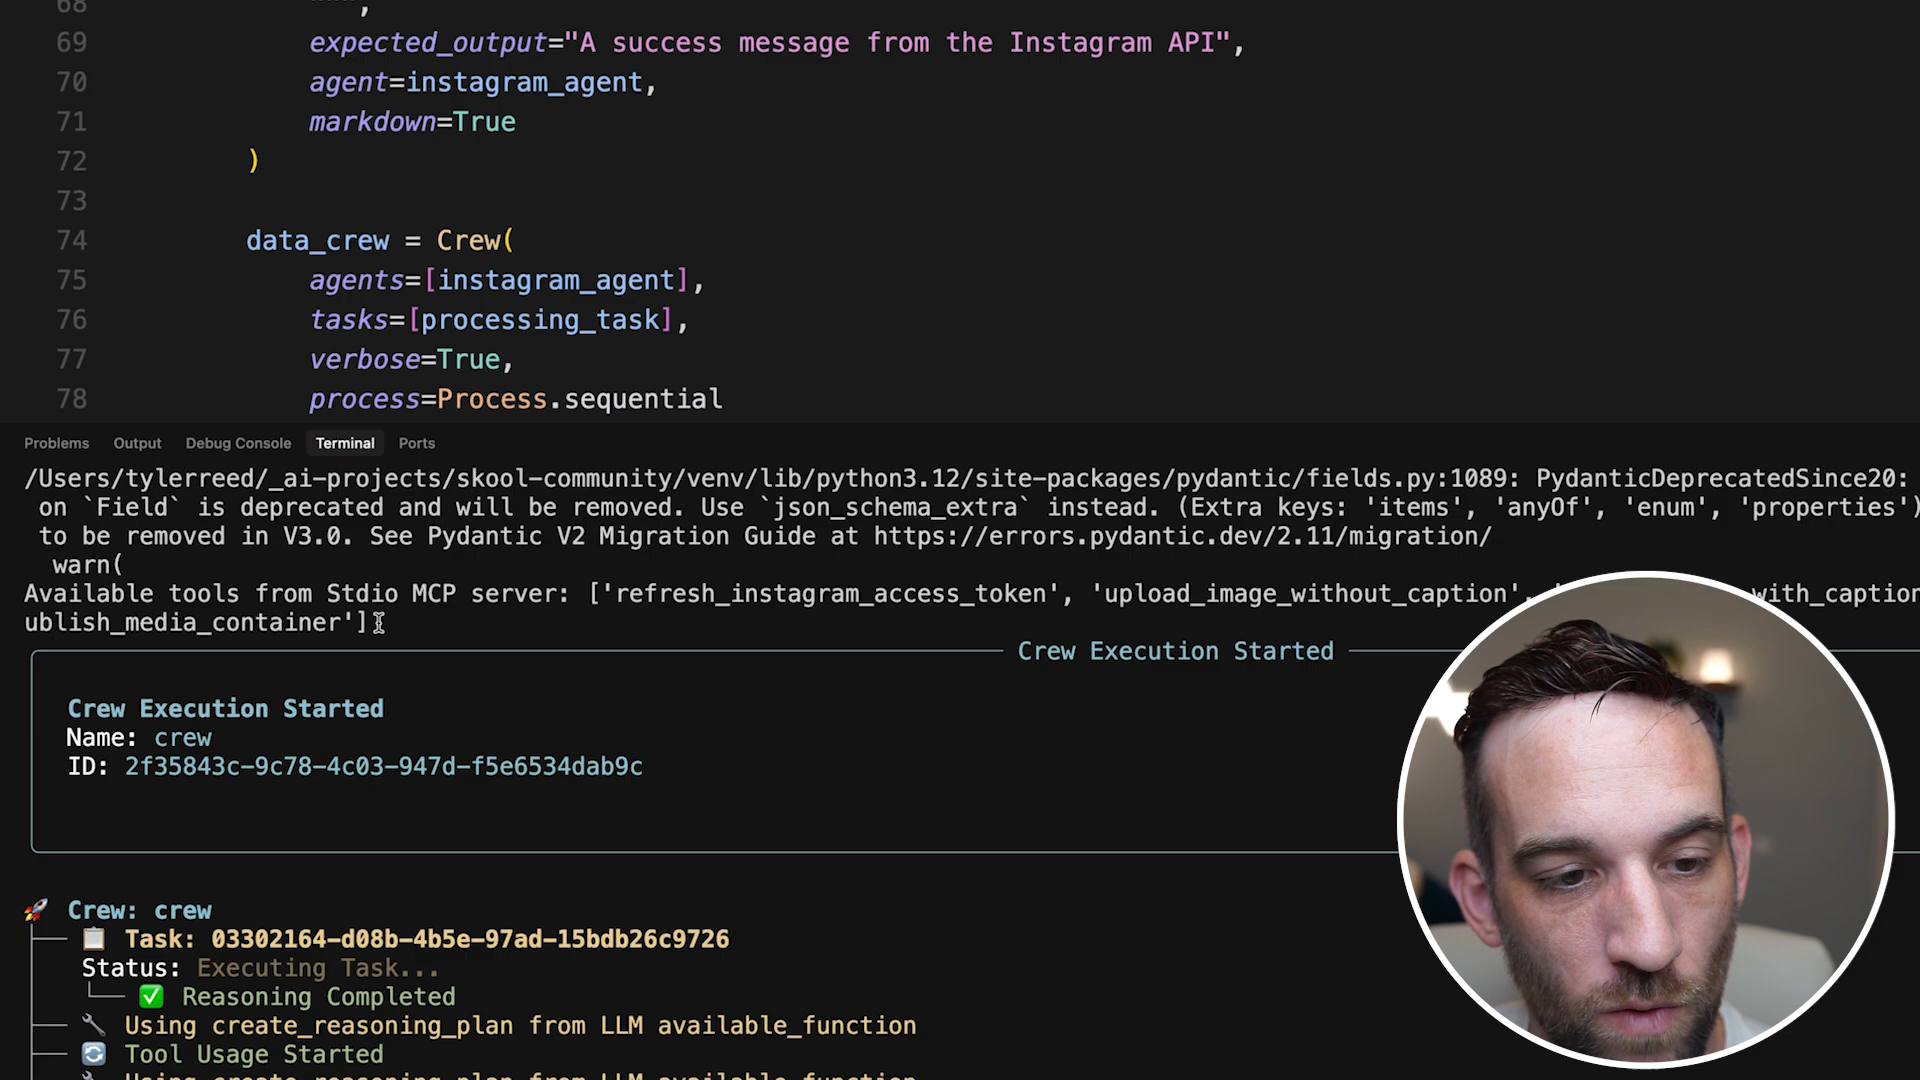 68 """,
69 expected_output="A success message from the Instagram API",
70 agent=instagram_agent,
71 markdown=True
72 )
73
74 data_crew = Crew(
75 agents=[instagram_agent],
76 tasks=[processing_task],
77 verbose=True,
78 process=Process.sequential
Problems Output Debug Console Terminal Ports
/Users/tylerreed/_ai-projects/skool-community/venv/lib/python3.12/site-packages/pydantic/fields.py:1089: PydanticDeprecatedSince20:
on `Field` is deprecated and will be removed. Use `json_schema_extra` instead. (Extra keys: 'items', 'anyOf', 'enum', 'properties')
to be removed in V3.0. See Pydantic V2 Migration Guide at https://errors.pydantic.dev/2.11/migration/
warn(
Available tools from Stdio MCP server: ['refresh_instagram_access_token', 'upload_image_without_caption', with_caption
ublish_media_container']
Crew Execution Started
Crew Execution Started
Name: crew
ID: 2f35843c-9c78-4c03-947d-f5e6534dab9c
🚀 Crew: crew
📋 Task: 03302164-d08b-4b5e-97ad-15bdb26c9726
Status: Executing Task...
✅ Reasoning Completed
🔧 Using create_reasoning_plan from LLM available_function
🔄 Tool Usage Started
🔧 Using create_reasoning_plan from LLM available_function